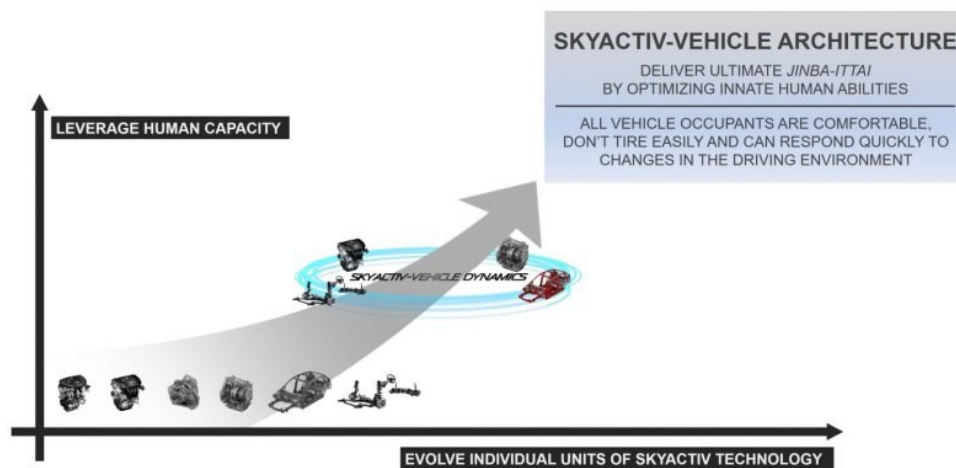 SKYACTIV-VEHICLE ARCHITECTURE
DELIVER ULTIMATE JINBA-ITTAI
BY OPTIMIZING INNATE HUMAN ABILITIES
ALL VEHICLE OCCUPANTS ARE COMFORTABLE,
DON'T TIRE EASILY AND CAN RESPOND QUICKLY TO
CHANGES IN THE DRIVING ENVIRONMENT
LEVERAGE HUMAN CAPACITY
SKYACTIV-VEHICLE DYNAMICS
EVOLVE INDIVIDUAL UNITS OF SKYACTIV TECHNOLOGY